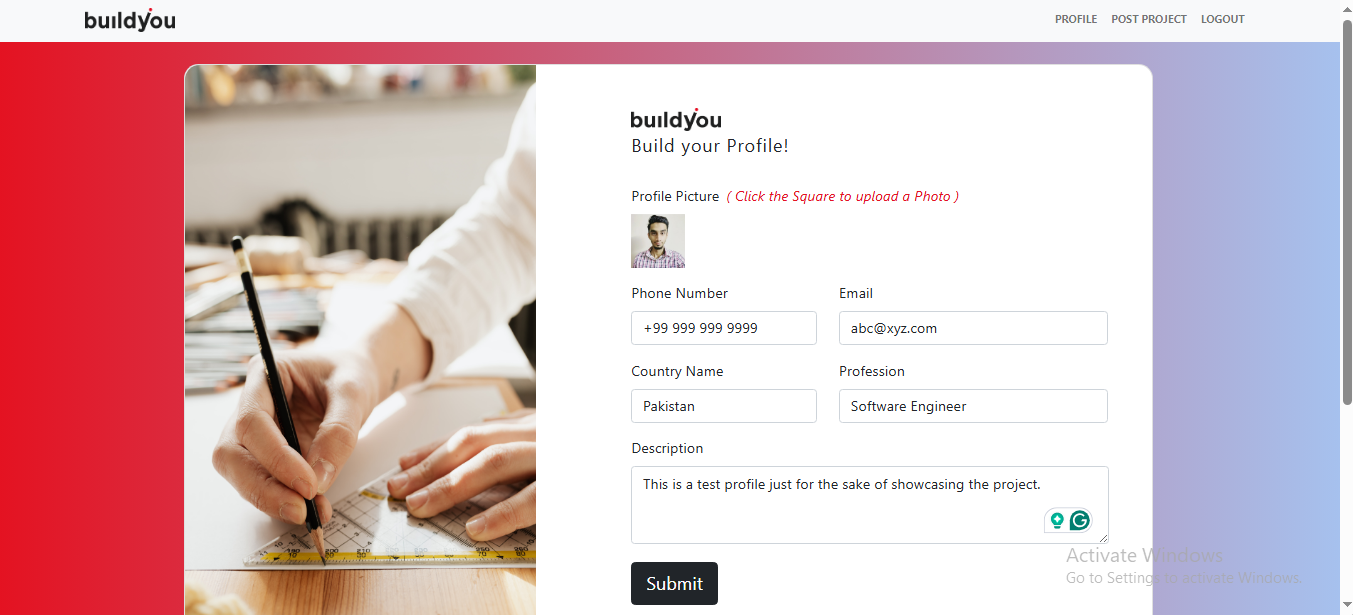 buildyou
PROFILE POST PROJECT LOGOUT
buildyou
Build your Profile!
Profile Picture ( Click the Square to upload a Photo )
Phone Number Email
+99 999 999 9999 abc@xyz.com
Country Name Profession
Pakistan Software Engineer
Description
This is a test profile just for the sake of showcasing the project.
Submit
Activate Windows
Go to Settings to activate Windows.